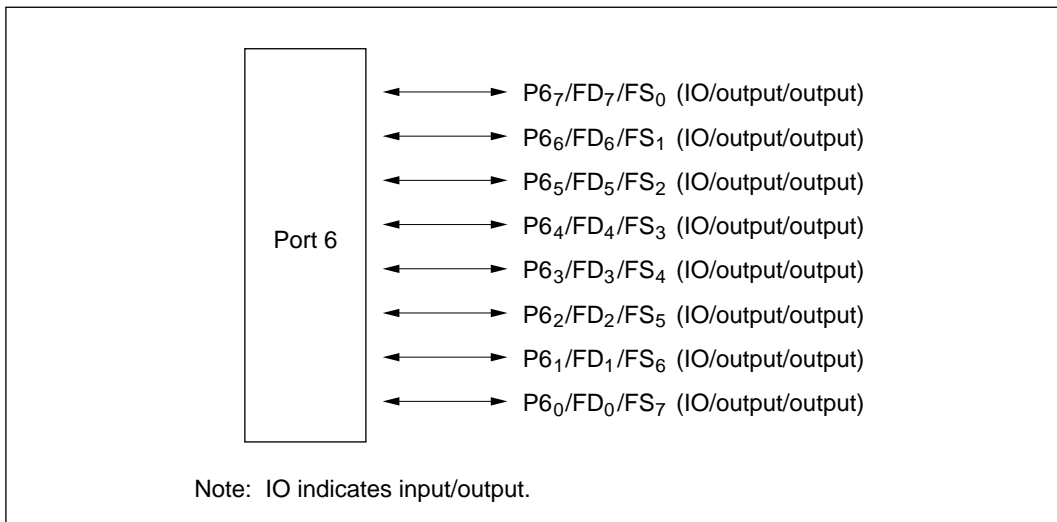 P6₇/FD₇/FS₀ (IO/output/output)
P6₆/FD₆/FS₁ (IO/output/output)
P6₅/FD₅/FS₂ (IO/output/output)
P6₄/FD₄/FS₃ (IO/output/output)
Port 6
P6₃/FD₃/FS₄ (IO/output/output)
P6₂/FD₂/FS₅ (IO/output/output)
P6₁/FD₁/FS₆ (IO/output/output)
P6₀/FD₀/FS₇ (IO/output/output)
Note: IO indicates input/output.